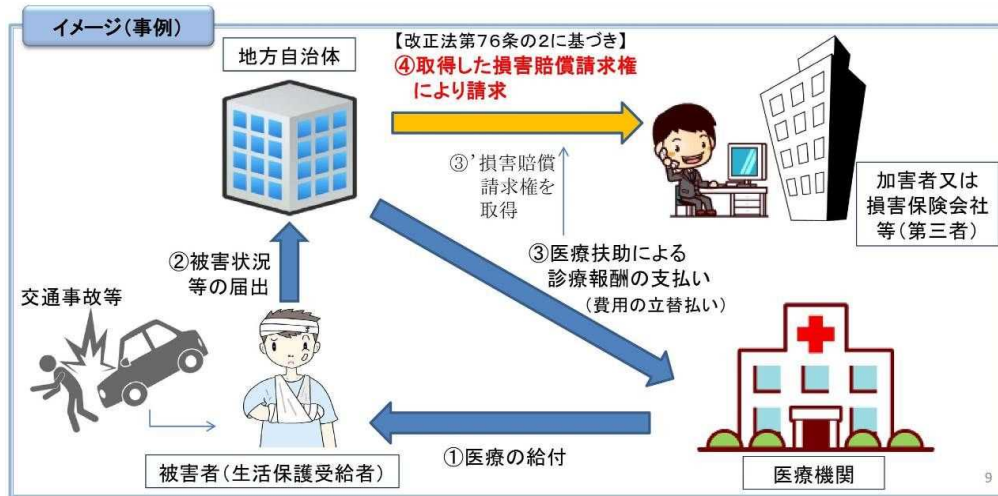 イメージ(事例)
地方自治体
【改正法第76条の2に基づき】
④取得した損害賠償請求権
により請求
③'損害賠償
請求権を
取得
加害者又は
損害保険会社
等(第三者)
②被害状況
等の届出
③医療扶助による
診療報酬の支払い
(費用の立替払い)
交通事故等
①医療の給付
被害者(生活保護受給者)
医療機関
9